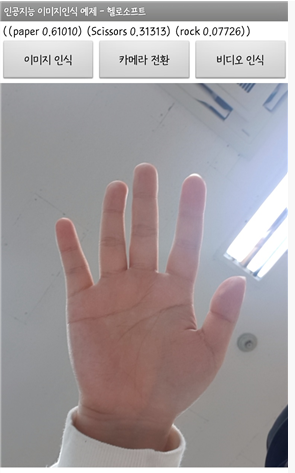 인공지능 이미지인식 예제 - 헬로소프트
((paper 0.61010) (Scissors 0.31313) (rock 0.07726))
이미지 인식
카메라 전환
비디오 인식